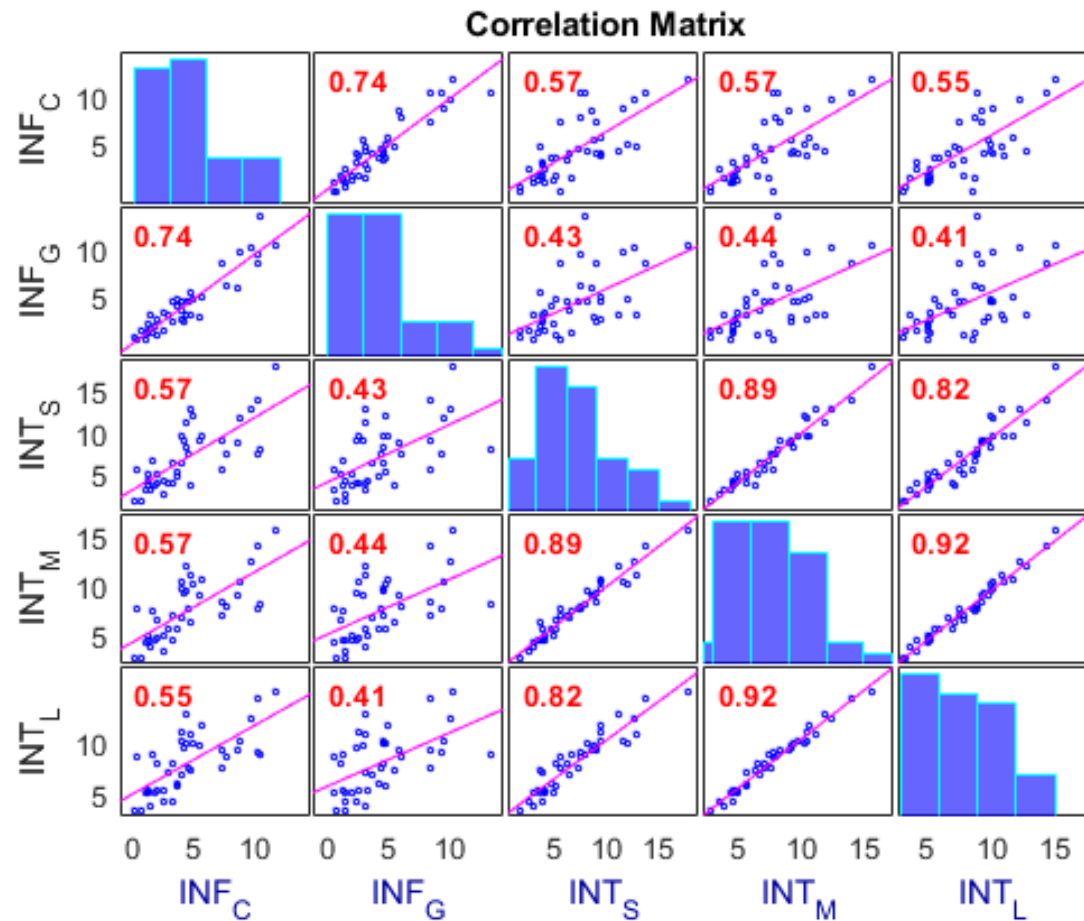 Correlation Matrix
INF_C 10 5 0.74 0.57 0.57 0.55
INF_G 10 5 0.74 0.43 0.44 0.41
INT_S 15 10 5 0.57 0.43 0.89 0.82
INT_M 15 10 5 0.57 0.44 0.89 0.92
INT_L 10 5 0.55 0.41 0.82 0.92
0 5 10 0 5 10 5 10 15 5 10 15 5 10 15
INF_C INF_G INT_S INT_M INT_L